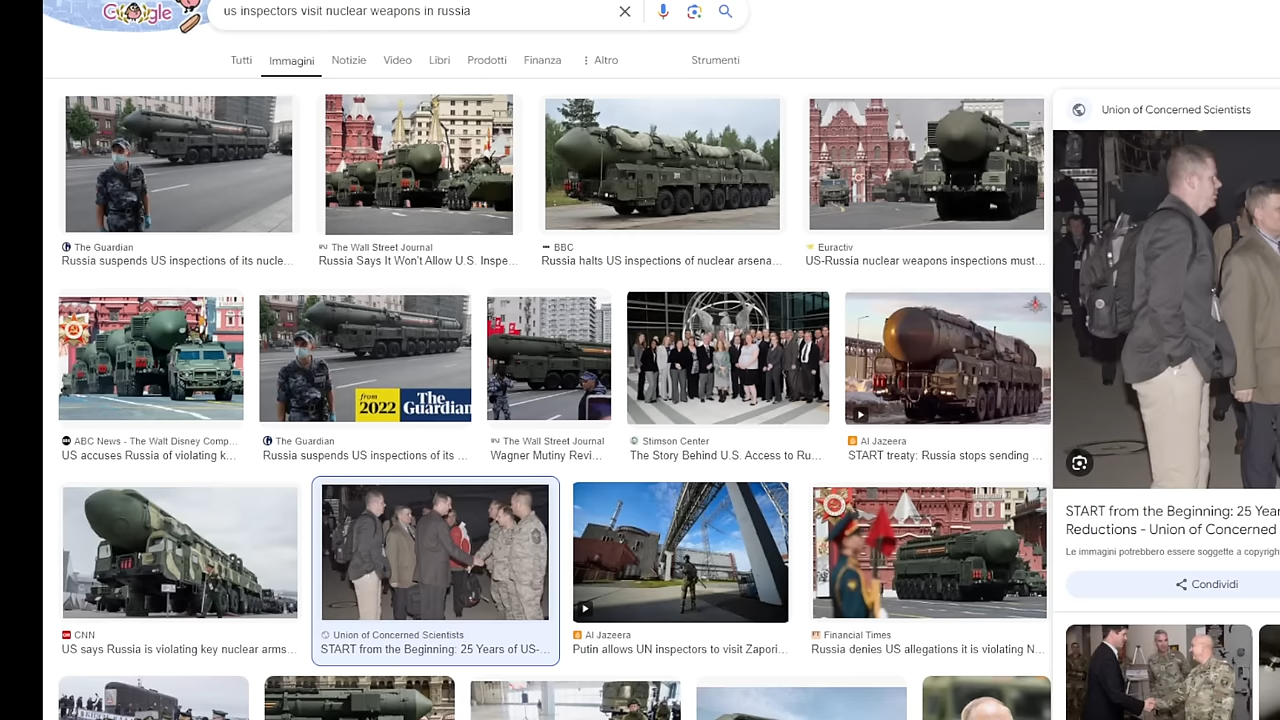 Google
us inspectors visit nuclear weapons in russia
Tutti Immagini Notizie Video Libri Prodotti Finanza Altro Strumenti
The Guardian
Russia suspends US inspections of its nucle...
The Wall Street Journal
Russia Says It Won't Allow U.S. Inspe...
BBC
Russia halts US inspections of nuclear arsena...
Euractiv
US-Russia nuclear weapons inspections must...
from
2022
The
Guardian
ABC News - The Walt Disney Comp...
US accuses Russia of violating k...
The Guardian
Russia suspends US inspections of its ...
The Wall Street Journal
Wagner Mutiny Revi...
Stimson Center
The Story Behind U.S. Access to Ru...
Al Jazeera
START treaty: Russia stops sending ...
CNN
US says Russia is violating key nuclear arms...
Union of Concerned Scientists
START from the Beginning: 25 Years of US-...
Al Jazeera
Putin allows UN inspectors to visit Zapori...
Financial Times
Russia denies US allegations it is violating N...
Union of Concerned Scientists
START from the Beginning: 25 Year
Reductions - Union of Concerned
Le immagini potrebbero essere soggette a copyrigh
Condividi